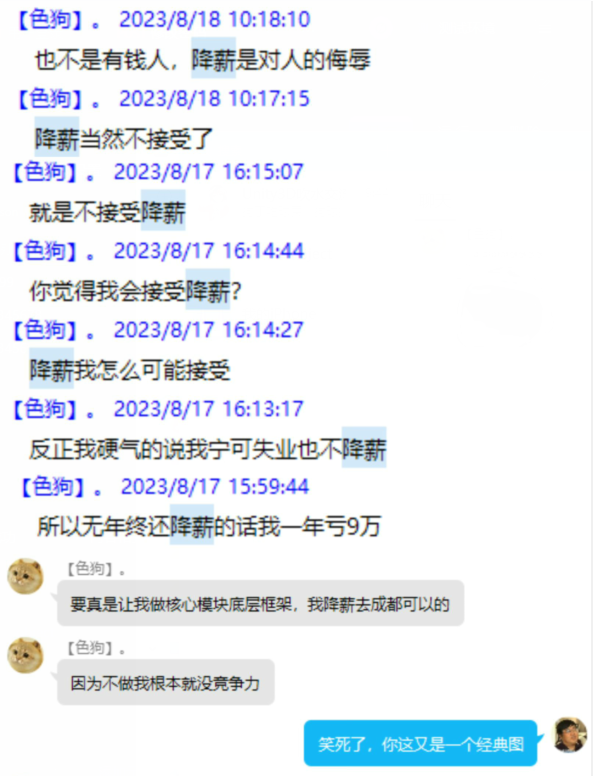 【色狗】。 2023/8/18 10:18:10
也不是有钱人，降薪是对人的侮辱
【色狗】。 2023/8/18 10:17:15
降薪当然不接受了
【色狗】。 2023/8/17 16:15:07
就是不接受降薪
【色狗】。 2023/8/17 16:14:44
你觉得我会接受降薪?
【色狗】。 2023/8/17 16:14:27
降薪我怎么可能接受
【色狗】。 2023/8/17 16:13:17
反正我硬气的说我宁可失业也不降薪
【色狗】。 2023/8/17 15:59:44
所以无年终还降薪的话我一年亏9万
【色狗】。
要真是让我做核心模块底层框架，我降薪去成都可以的
【色狗】。
因为不做我根本就没竞争力
笑死了，你这又是一个经典图